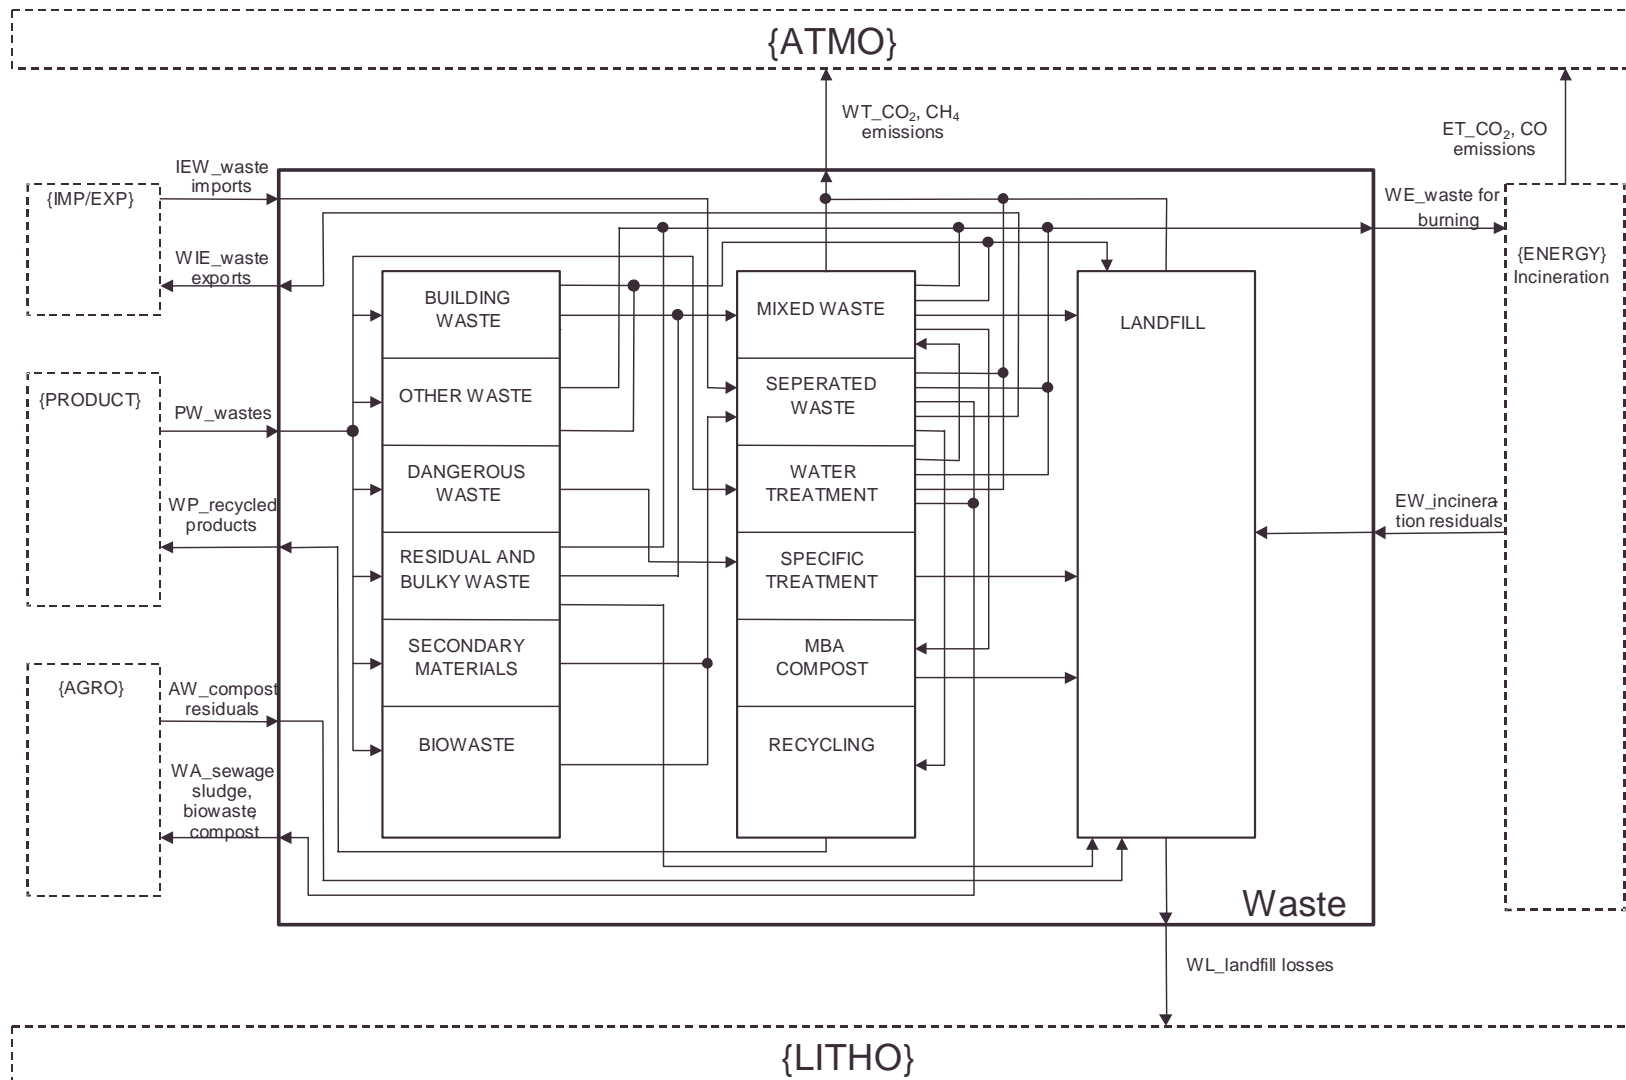 {ATMO}
WT_CO₂, CH₄
emissions
ET_CO₂, CO
emissions
IEW_waste
imports
{IMP/EXP}
WIE_waste
exports
WE_waste for
burning
{ENERGY}
Incineration
BUILDING
WASTE
OTHER WASTE
DANGEROUS
WASTE
RESIDUAL AND
BULKY WASTE
SECONDARY
MATERIALS
BIOWASTE
MIXED WASTE
SEPERATED
WASTE
WATER
TREATMENT
SPECIFIC
TREATMENT
MBA
COMPOST
RECYCLING
LANDFILL
{PRODUCT}
PW_wastes
WP_recycled
products
EW_incinera-
tion residuals
{AGRO}
AW_compost
residuals
WA_sewage
sludge,
biowaste,
compost
Waste
WL_landfill losses
{LITHO}